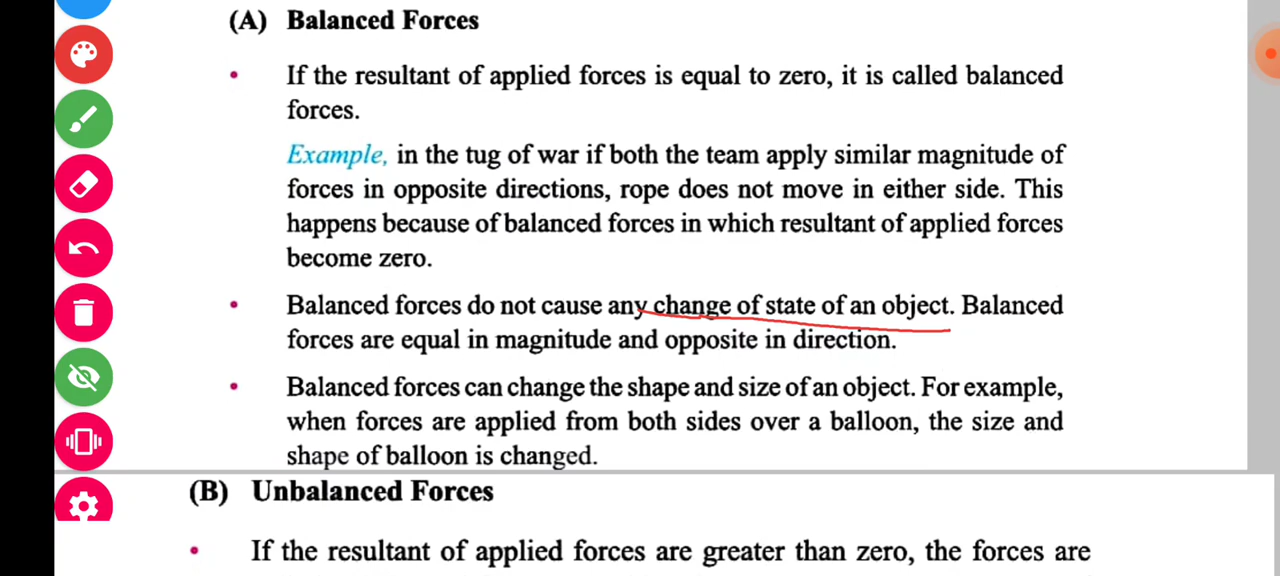 (A) Balanced Forces
• If the resultant of applied forces is equal to zero, it is called balanced
forces.
Example, in the tug of war if both the team apply similar magnitude of
forces in opposite directions, rope does not move in either side. This
happens because of balanced forces in which resultant of applied forces
become zero.
• Balanced forces do not cause any change of state of an object. Balanced
forces are equal in magnitude and opposite in direction.
• Balanced forces can change the shape and size of an object. For example,
when forces are applied from both sides over a balloon, the size and
shape of balloon is changed.
(B) Unbalanced Forces
• If the resultant of applied forces are greater than zero, the forces are